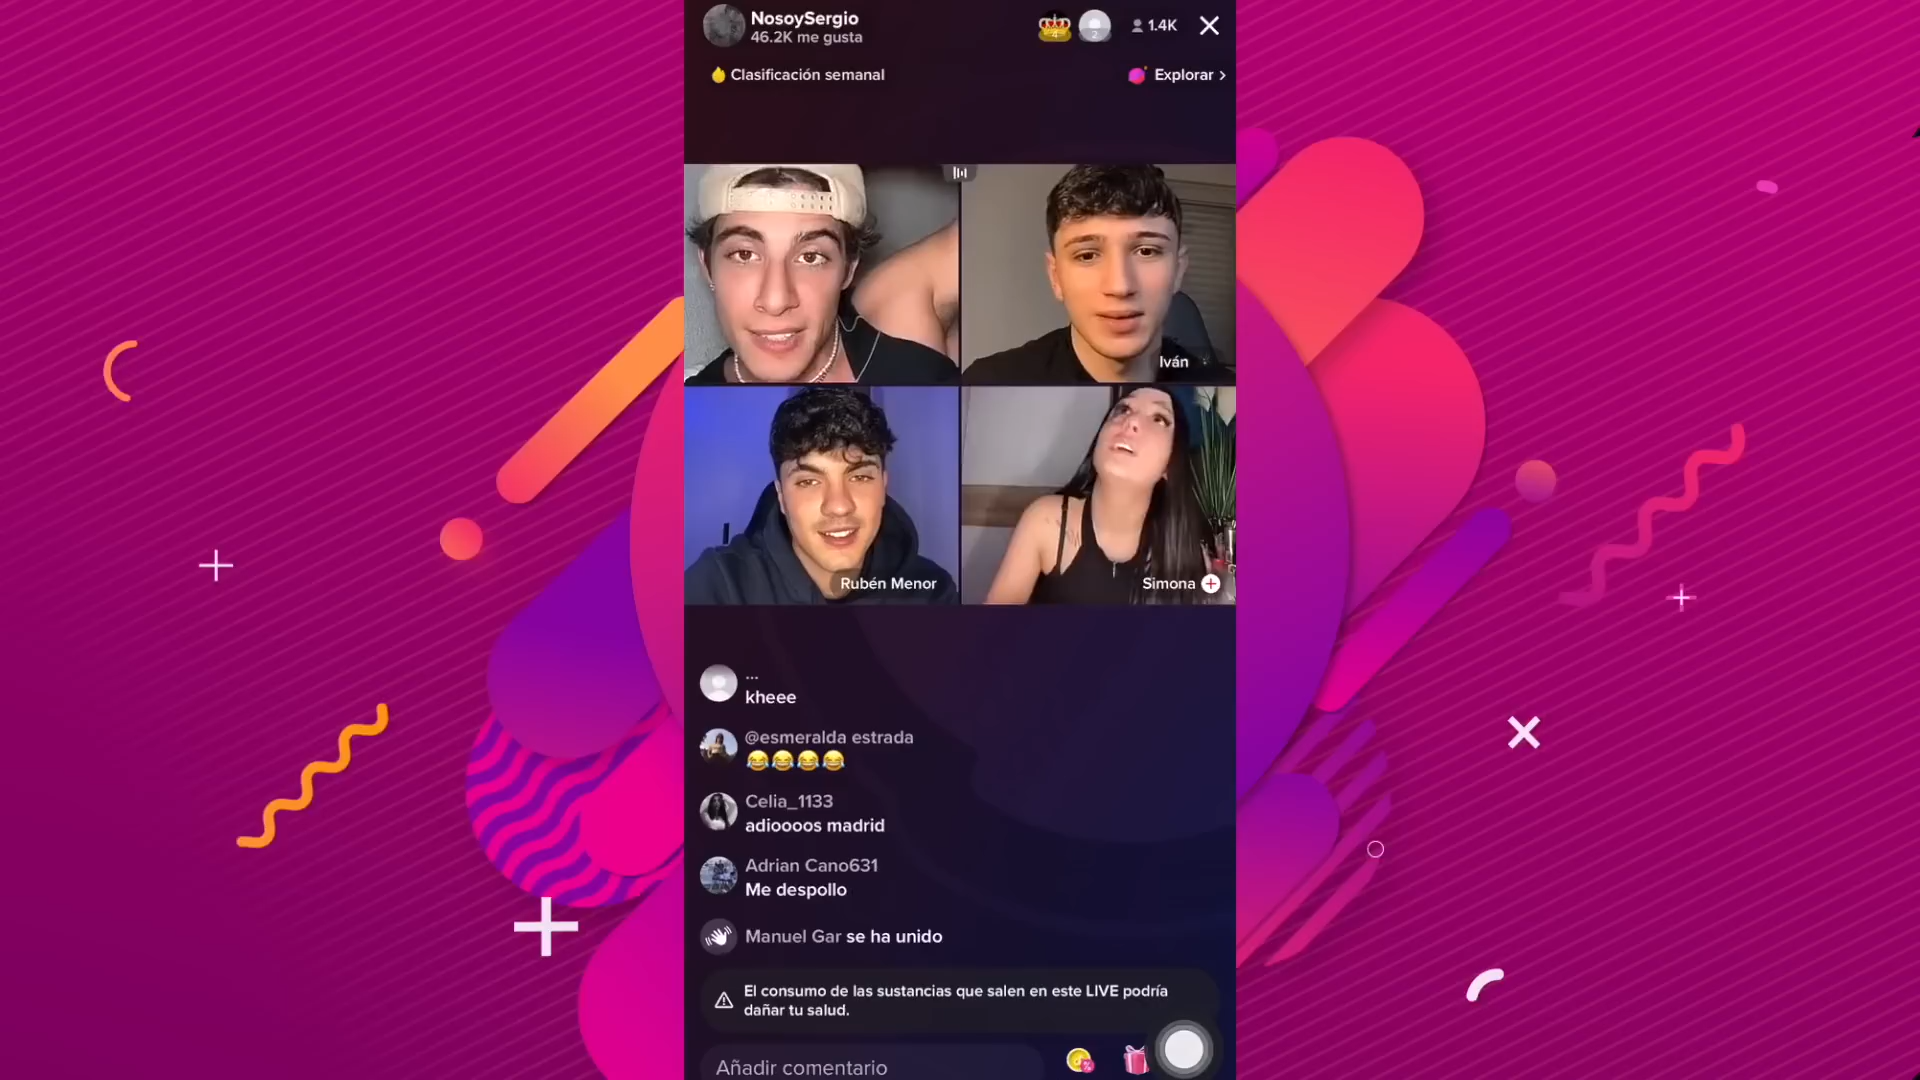 NosoySergio
46.2K me gusta
4
2
1.4K
Clasificación semanal
Explorar >
Iván
Rubén Menor
Simona
...
kheee
@esmeralda estrada
😂😂😂😂
Celia_1133
adioooos madrid
Adrian Cano631
Me despollo
Manuel Gar se ha unido
El consumo de las sustancias que salen en este LIVE podría
dañar tu salud.
Añadir comentario